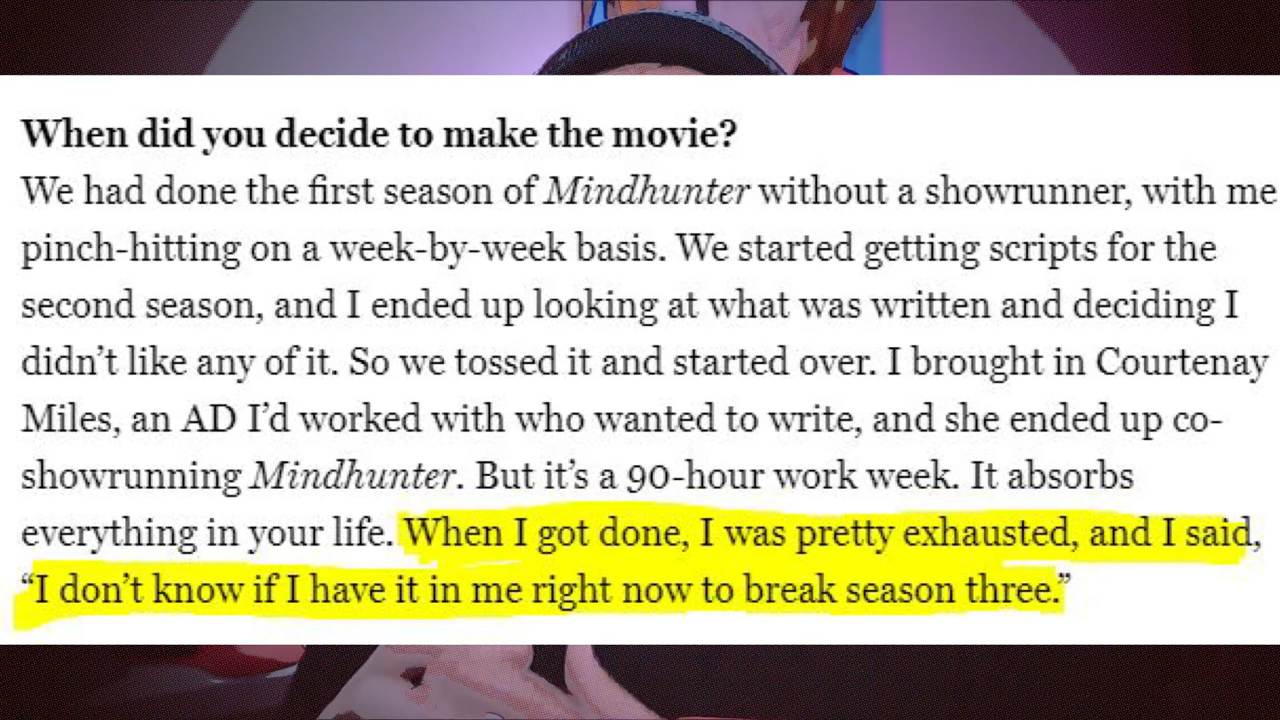 When did you decide to make the movie?
We had done the first season of Mindhunter without a showrunner, with me
pinch-hitting on a week-by-week basis. We started getting scripts for the
second season, and I ended up looking at what was written and deciding I
didn’t like any of it. So we tossed it and started over. I brought in Courtenay
Miles, an AD I’d worked with who wanted to write, and she ended up co-
showrunning Mindhunter. But it’s a 90-hour work week. It absorbs
everything in your life. When I got done, I was pretty exhausted, and I said,
“I don’t know if I have it in me right now to break season three.”